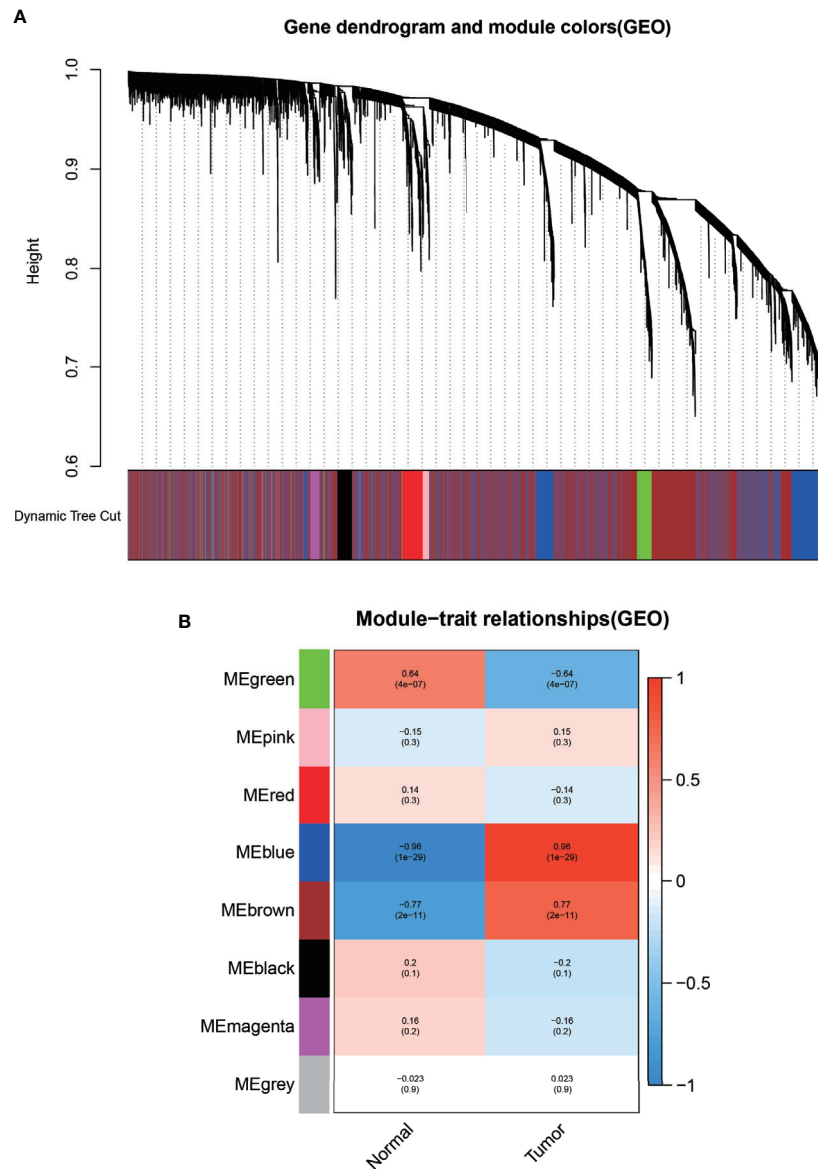 A
Gene dendrogram and module colors(GEO)
Height
1.0
0.9
0.8
0.7
0.6
Dynamic Tree Cut
B
Module−trait relationships(GEO)
MEgreen
0.64
(4e−07)
−0.64
(4e−07)
MEpink
−0.15
(0.3)
0.15
(0.3)
MEred
0.14
(0.3)
−0.14
(0.3)
MEblue
−0.96
(1e−29)
0.96
(1e−29)
MEbrown
−0.77
(2e−11)
0.77
(2e−11)
MEblack
0.2
(0.1)
−0.2
(0.1)
MEmagenta
0.16
(0.2)
−0.16
(0.2)
MEgrey
−0.023
(0.9)
0.023
(0.9)
1
0.5
0
−0.5
−1
Normal
Tumor